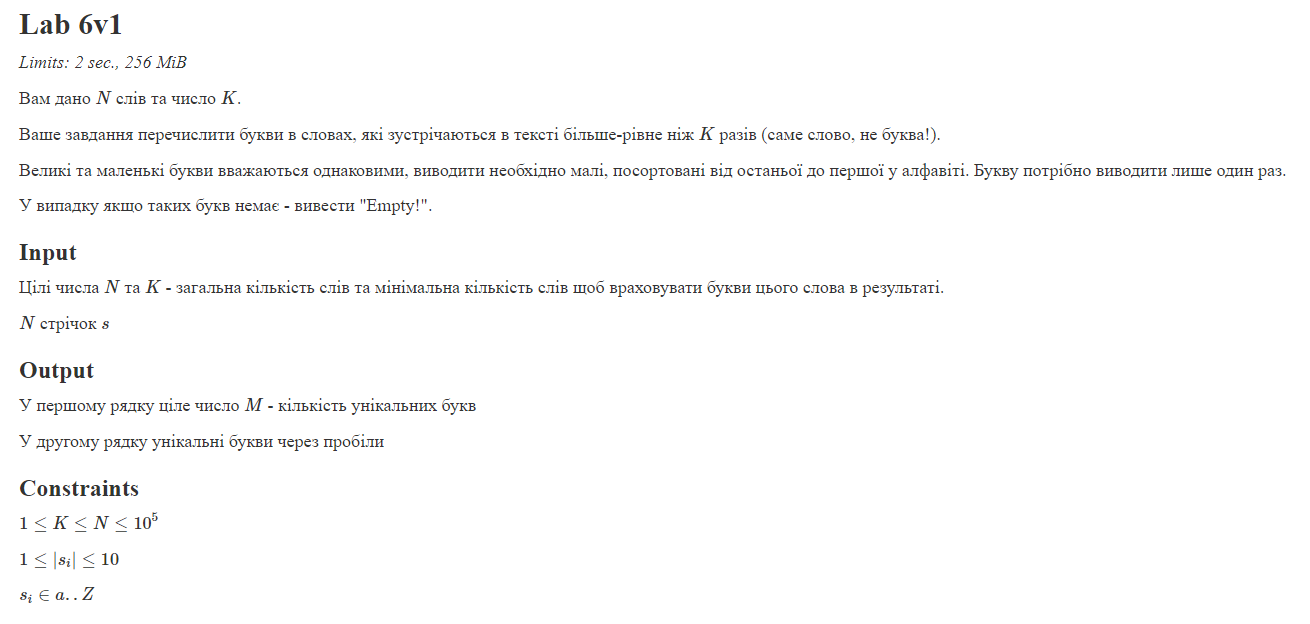 Lab 6v1
Limits: 2 sec., 256 MiB
Вам дано N слів та число K.
Ваше завдання перечислити букви в словах, які зустрічаються в тексті більше-рівне ніж K разів (саме слово, не буква!).
Великі та маленькі букви вважаються однаковими, виводити необхідно малі, посортовані від останьої до першої у алфавіті. Букву потрібно виводити лише один раз.
У випадку якщо таких букв немає - вивести "Empty!".
Input
Цілі числа N та K - загальна кількість слів та мінімальна кількість слів щоб враховувати букви цього слова в результаті.
N стрічок s
Output
У першому рядку ціле число M - кількість унікальних букв
У другому рядку унікальні букви через пробіли
Constraints
1 ≤ K ≤ N ≤ 10⁵
1 ≤ |sᵢ| ≤ 10
sᵢ ∈ a..Z